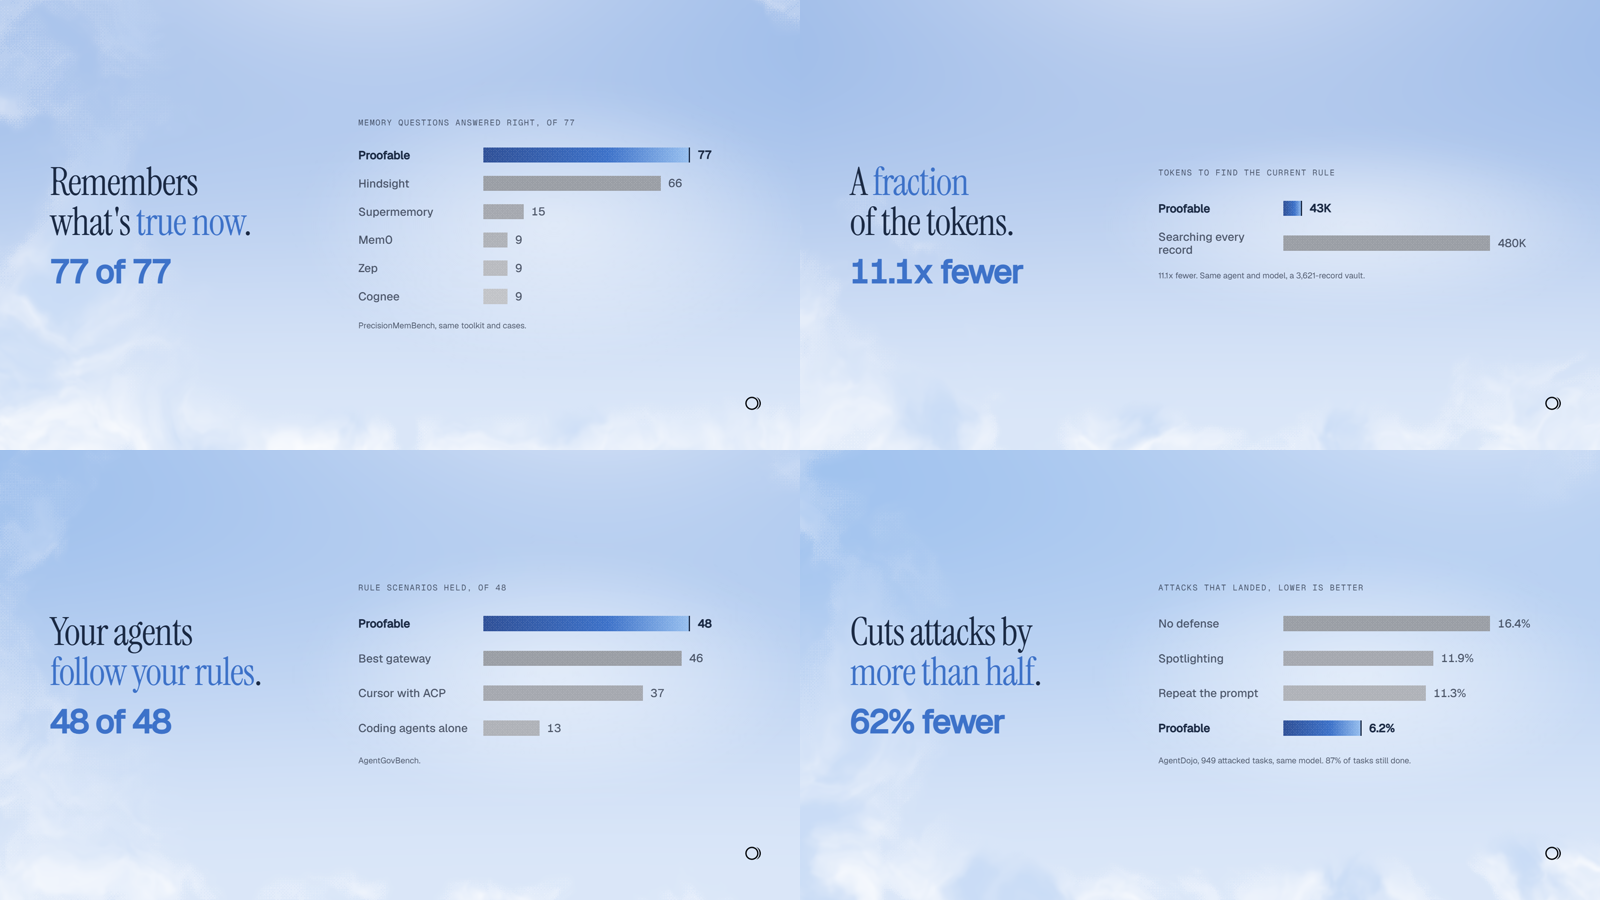 Remembers
what's true now.
77 of 77
MEMORY QUESTIONS ANSWERED RIGHT, OF 77
Proofable 77
Hindsight 66
Supermemory 15
Mem0 9
Zep 9
Cognee 9
PrecisionMemBench, same toolkit and cases.
A fraction
of the tokens.
11.1x fewer
TOKENS TO FIND THE CURRENT RULE
Proofable 43K
Searching every
record 480K
11.1x fewer. Same agent and model, a 3,621-record vault.
Your agents
follow your rules.
48 of 48
RULE SCENARIOS HELD, OF 48
Proofable 48
Best gateway 46
Cursor with ACP 37
Coding agents alone 13
AgentGovBench.
Cuts attacks by
more than half.
62% fewer
ATTACKS THAT LANDED, LOWER IS BETTER
No defense 16.4%
Spotlighting 11.9%
Repeat the prompt 11.3%
Proofable 6.2%
AgentDojo, 949 attacked tasks, same model. 87% of tasks still done.